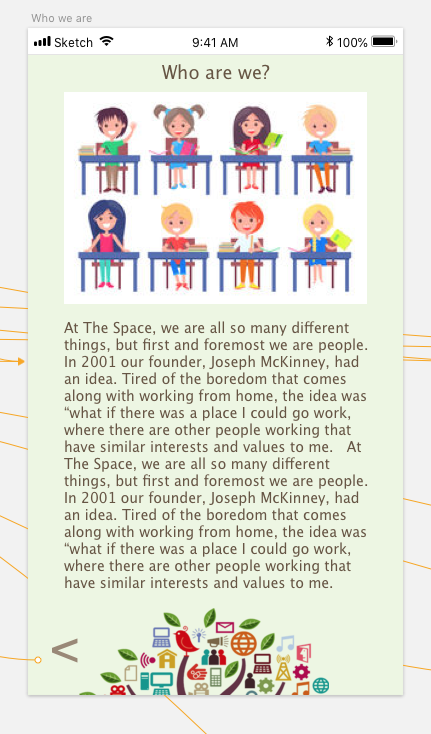 Who we are
Sketch 9:41 AM 100%
Who are we?
At The Space, we are all so many different
things, but first and foremost we are people.
In 2001 our founder, Joseph McKinney, had
an idea. Tired of the boredom that comes
along with working from home, the idea was
“what if there was a place I could go work,
where there are other people working that
have similar interests and values to me.   At
The Space, we are all so many different
things, but first and foremost we are people.
In 2001 our founder, Joseph McKinney, had
an idea. Tired of the boredom that comes
along with working from home, the idea was
“what if there was a place I could go work,
where there are other people working that
have similar interests and values to me.
<